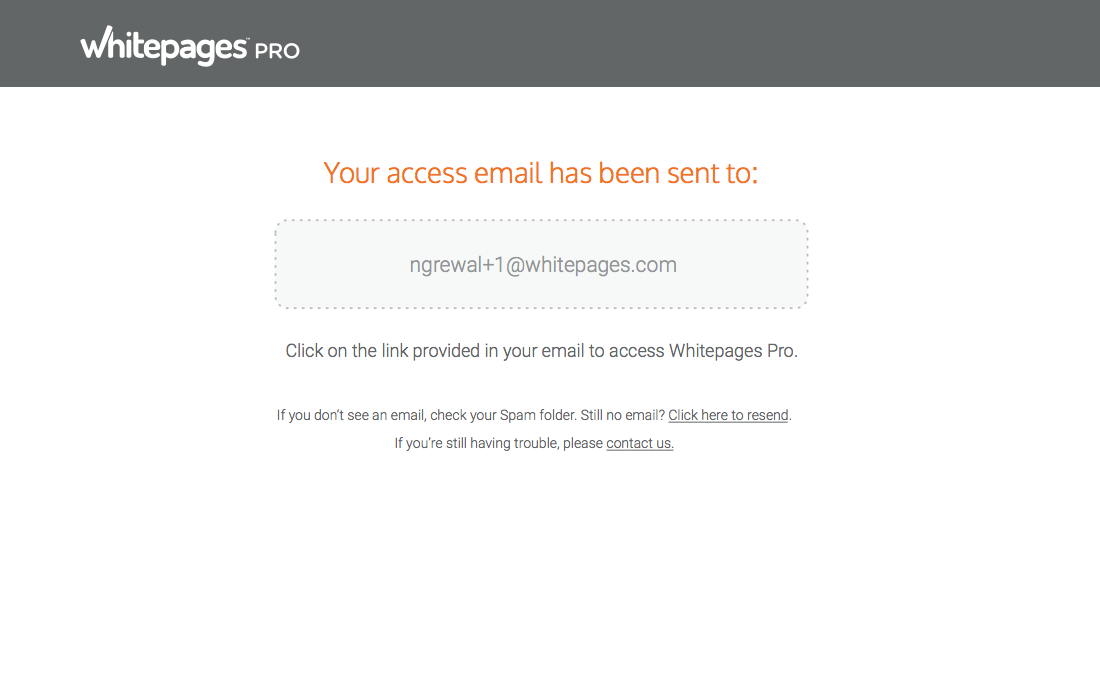 whitepages™ PRO
Your access email has been sent to:
ngrewal+1@whitepages.com
Click on the link provided in your email to access Whitepages Pro.
If you don’t see an email, check your Spam folder. Still no email? Click here to resend.
If you’re still having trouble, please contact us.